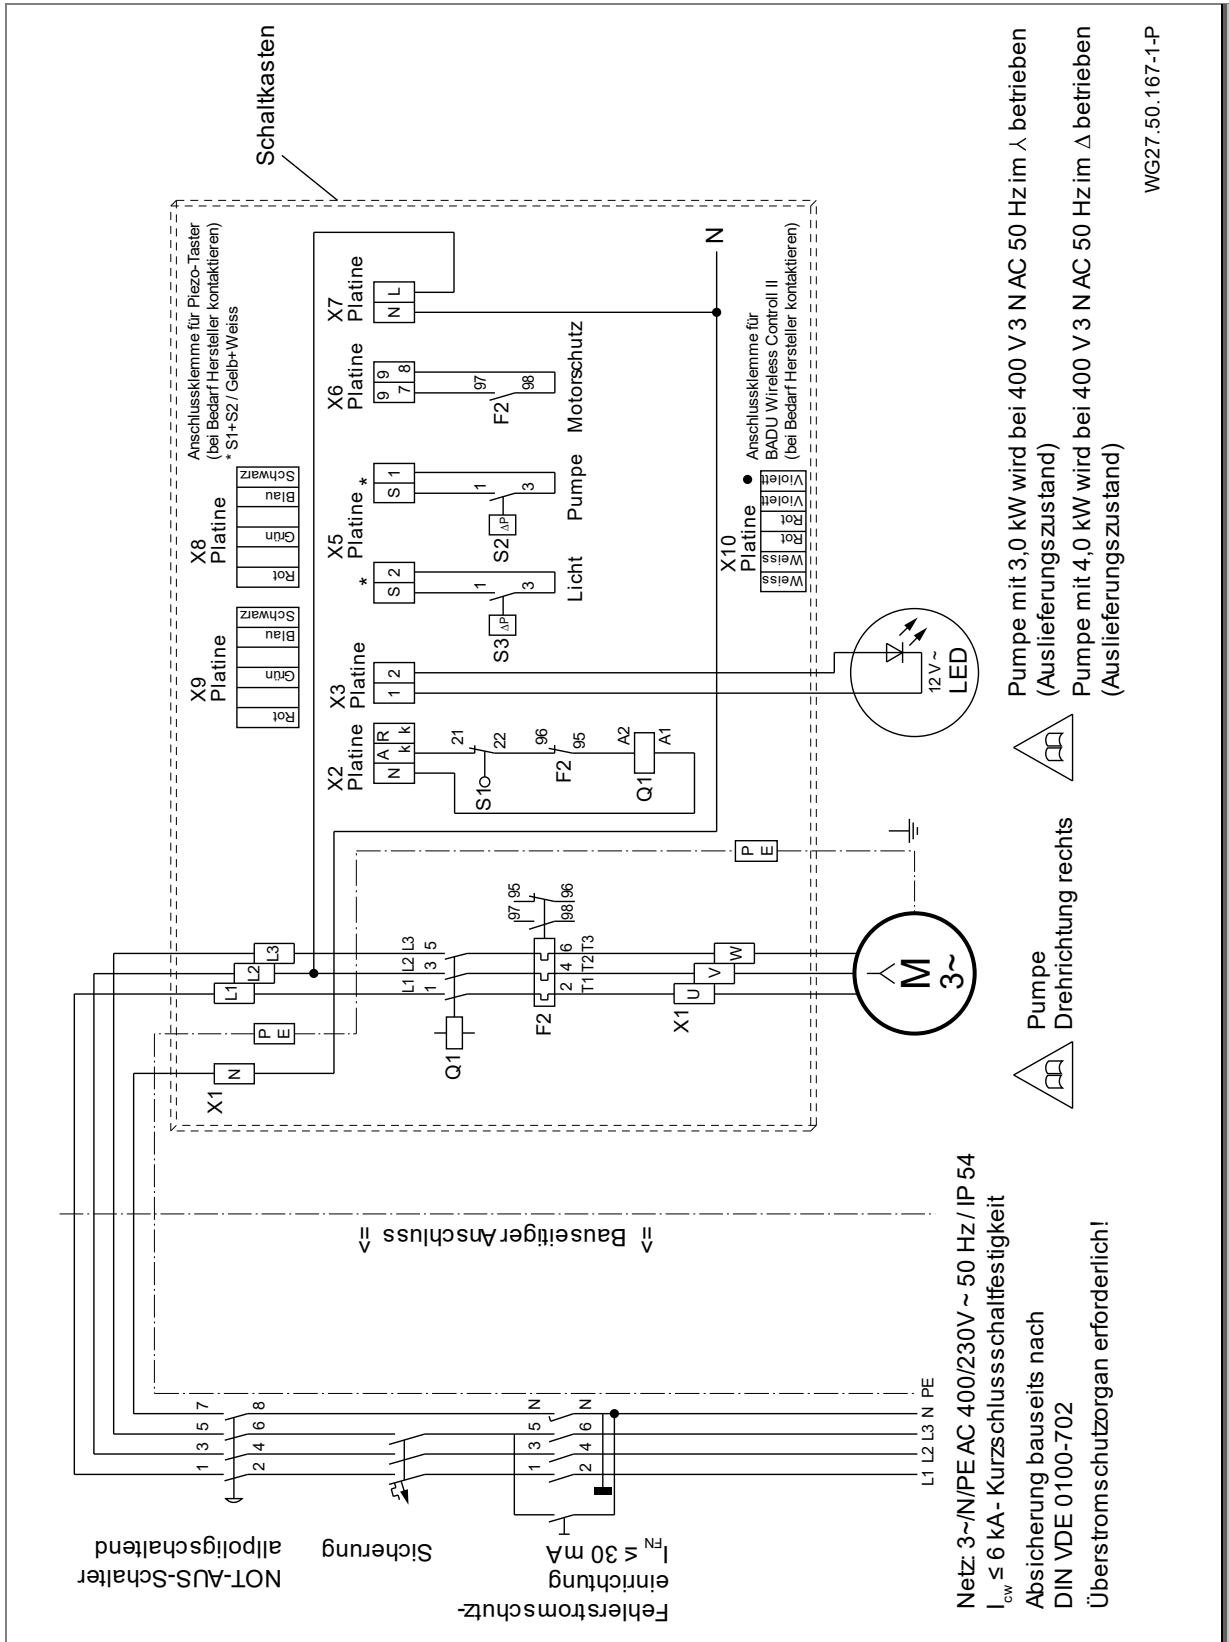 Schaltkasten
Anschlussklemme für Piezo-Taster
(bei Bedarf Hersteller kontaktieren)
* S1+S2 / Gelb+Weiss
X9
Platine
Rot
Grün
Blau
Schwarz
X8
Platine
Rot
Grün
Blau
Schwarz
X2
Platine
N
A k
R k
X3
Platine
1 2
*
S 2
X5
Platine *
S 1
X6
Platine
9 9
7 8
X7
Platine
N L
S1
21
22
F2
96
95
Q1
A2
A1
S3
ΔP
1
3
Licht
S2
ΔP
1
3
Pumpe
F2
97
98
Motorschutz
N
X10
Platine
Weiss
Weiss
Rot
Rot
Violett
Violett
Anschlussklemme für
BADU Wireless Controll II
(bei Bedarf Hersteller kontaktieren)
12 V ~
LED
X1
N
P E
L1
L2
L3
L1 L2 L3
1 3 5
Q1
F2
97 95
98 96
2 4 6
T1 T2 T3
X1
U
V
W
P E
M
3~
NOT-AUS-Schalter
allpoligschaltend
1 3 5 7
2 4 6 8
Sicherung
Fehlerstromschutz-
einrichtung
I FN ≤ 30 mA
1 3 5 N
2 4 6 N
L1 L2 L3 N PE
=> Bauseitiger Anschluss =>
Netz: 3~/N/PE AC 400/230V ~ 50 Hz / IP 54
Icw ≤ 6 kA - Kurzschlussschaltfestigkeit
Absicherung bauseits nach
DIN VDE 0100-702
Überstromschutzorgan erforderlich!
Pumpe
Drehrichtung rechts
Pumpe mit 3,0 kW wird bei 400 V 3 N AC 50 Hz im ⅄ betrieben
(Auslieferungszustand)
Pumpe mit 4,0 kW wird bei 400 V 3 N AC 50 Hz im Δ betrieben
(Auslieferungszustand)
WG27.50.167-1-P